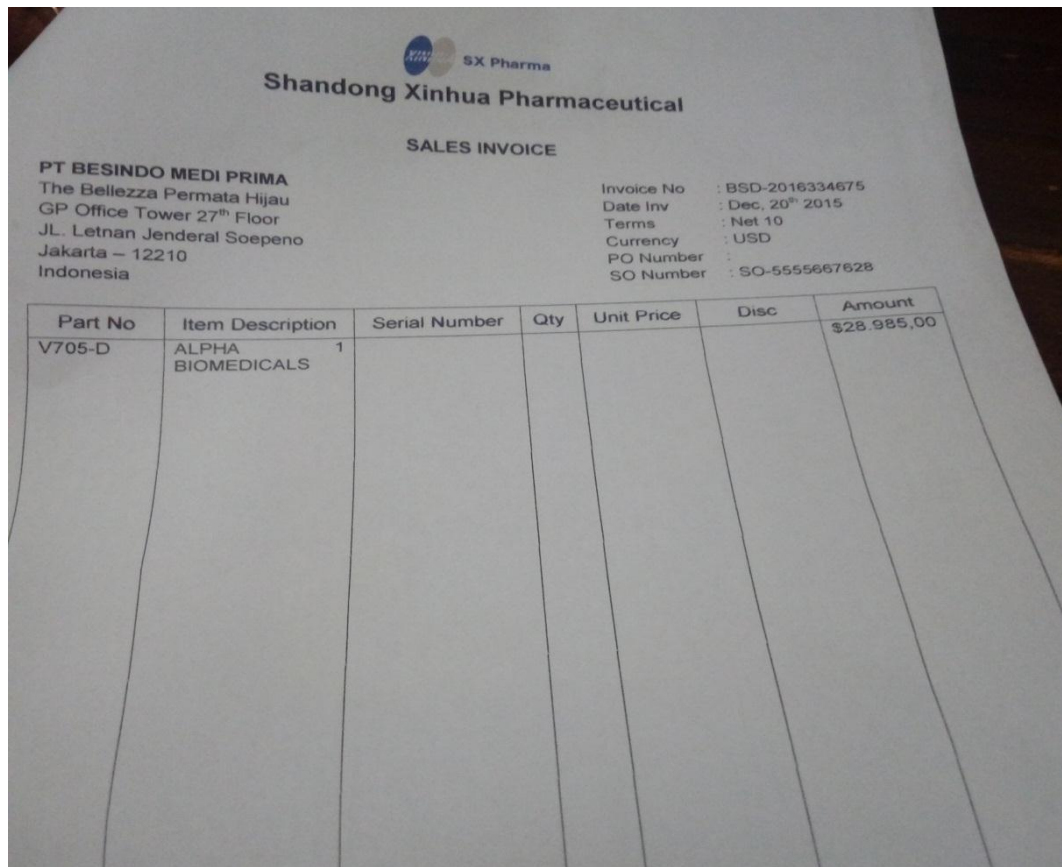 XINHUA SX Pharma
Shandong Xinhua Pharmaceutical
SALES INVOICE
PT BESINDO MEDI PRIMA
The Bellezza Permata Hijau
GP Office Tower 27th Floor
JL. Letnan Jenderal Soepeno
Jakarta – 12210
Indonesia
Invoice No : BSD-2016334675
Date Inv : Dec, 20th 2015
Terms : Net 10
Currency : USD
PO Number :
SO Number : SO-5555667628
Part No Item Description Serial Number Qty Unit Price Disc Amount
V705-D ALPHA 1 $28.985,00
BIOMEDICALS